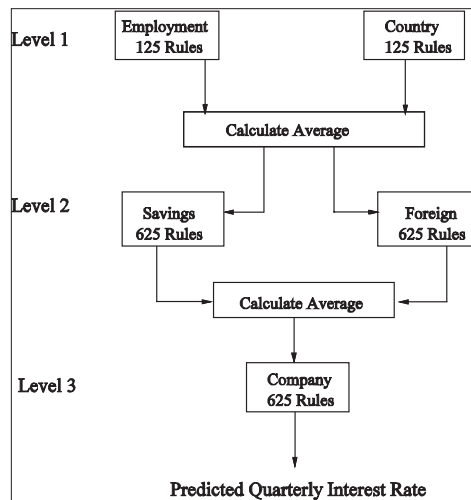 Level 1
Employment
125 Rules
Country
125 Rules
Calculate Average
Level 2
Savings
625 Rules
Foreign
625 Rules
Calculate Average
Level 3
Company
625 Rules
Predicted Quarterly Interest Rate